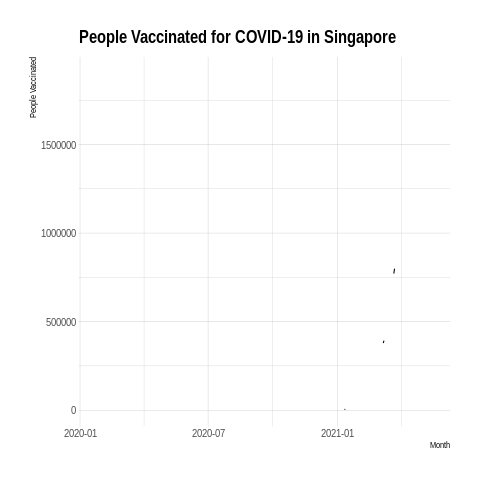 People Vaccinated for COVID-19 in Singapore
People Vaccinated
1500000
1000000
500000
0
2020-01 2020-07 2021-01
Month